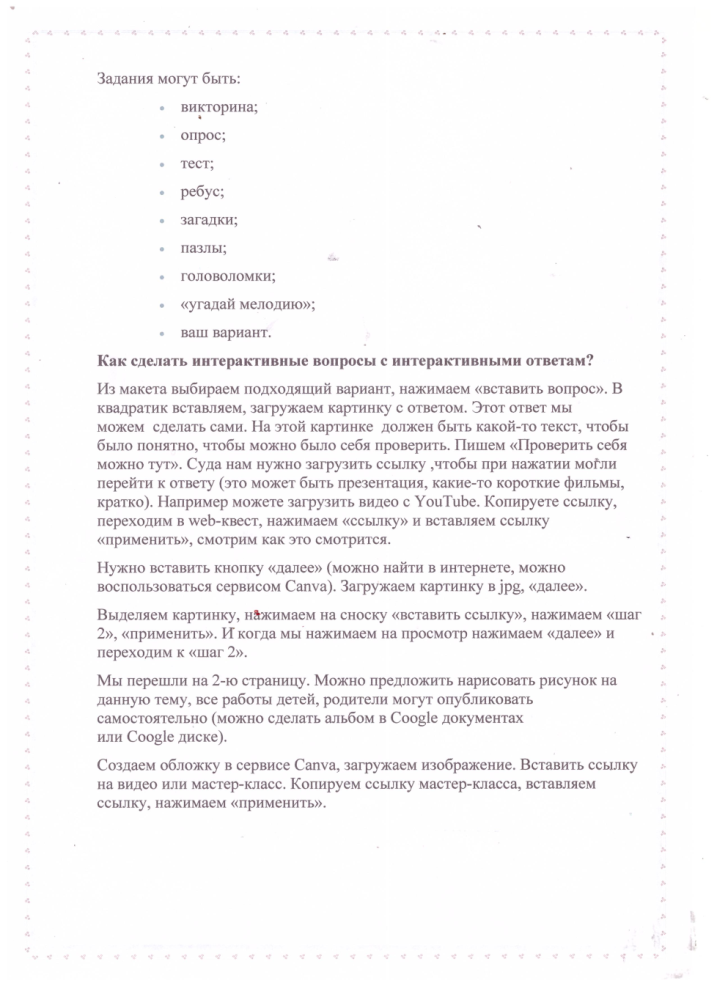 Задания могут быть:
• викторина;
• опрос;
• тест;
• ребус;
• загадки;
• пазлы;
• головоломки;
• «угадай мелодию»;
• ваш вариант.
Как сделать интерактивные вопросы с интерактивными ответам?
Из макета выбираем подходящий вариант, нажимаем «вставить вопрос». В
квадратик вставляем, загружаем картинку с ответом. Этот ответ мы
можем  сделать сами. На этой картинке  должен быть какой-то текст, чтобы
было понятно, чтобы можно было себя проверить. Пишем «Проверить себя
можно тут». Суда нам нужно загрузить ссылку ,чтобы при нажатии могли
перейти к ответу (это может быть презентация, какие-то короткие фильмы,
кратко). Например можете загрузить видео с YouTube. Копируете ссылку,
переходим в web-квест, нажимаем «ссылку» и вставляем ссылку
«применить», смотрим как это смотрится.
Нужно вставить кнопку «далее» (можно найти в интернете, можно
воспользоваться сервисом Canva). Загружаем картинку в jpg, «далее».
Выделяем картинку, нажимаем на сноску «вставить ссылку», нажимаем «шаг
2», «применить». И когда мы нажимаем на просмотр нажимаем «далее» и
переходим к «шаг 2».
Мы перешли на 2-ю страницу. Можно предложить нарисовать рисунок на
данную тему, все работы детей, родители могут опубликовать
самостоятельно (можно сделать альбом в Coogle документах
или Coogle диске).
Создаем обложку в сервисе Canva, загружаем изображение. Вставить ссылку
на видео или мастер-класс. Копируем ссылку мастер-класса, вставляем
ссылку, нажимаем «применить».